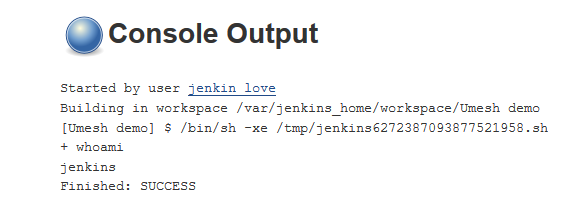 Console Output
Started by user jenkin love
Building in workspace /var/jenkins_home/workspace/Umesh demo
[Umesh demo] $ /bin/sh -xe /tmp/jenkins6272387093877521958.sh
+ whoami
jenkins
Finished: SUCCESS